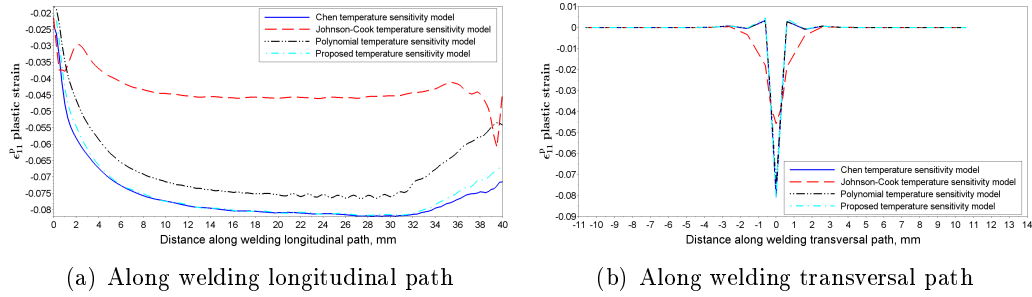 -0.02
-0.025
-0.03
-0.035
-0.04
-0.045
-0.05
-0.055
-0.06
-0.065
-0.07
-0.075
-0.08
ϵ₁₁ᵖ plastic strain
Chen temperature sensitivity model
Johnson-Cook temperature sensitivity model
Polynomial temperature sensitivity model
Proposed temperature sensitivity model
0 2 4 6 8 10 12 14 16 18 20 22 24 26 28 30 32 34 36 38 40
Distance along welding longitudinal path, mm
(a) Along welding longitudinal path
0.01
0
-0.01
-0.02
-0.03
-0.04
-0.05
-0.06
-0.07
-0.08
-0.09
ϵ₁₁ᵖ plastic strain
Chen temperature sensitivity model
Johnson-Cook temperature sensitivity model
Polynomial temperature sensitivity model
Proposed temperature sensitivity model
-11 -10 -9 -8 -7 -6 -5 -4 -3 -2 -1 0 1 2 3 4 5 6 7 8 9 10 11 12 13 14
Distance along welding transversal path, mm
(b) Along welding transversal path